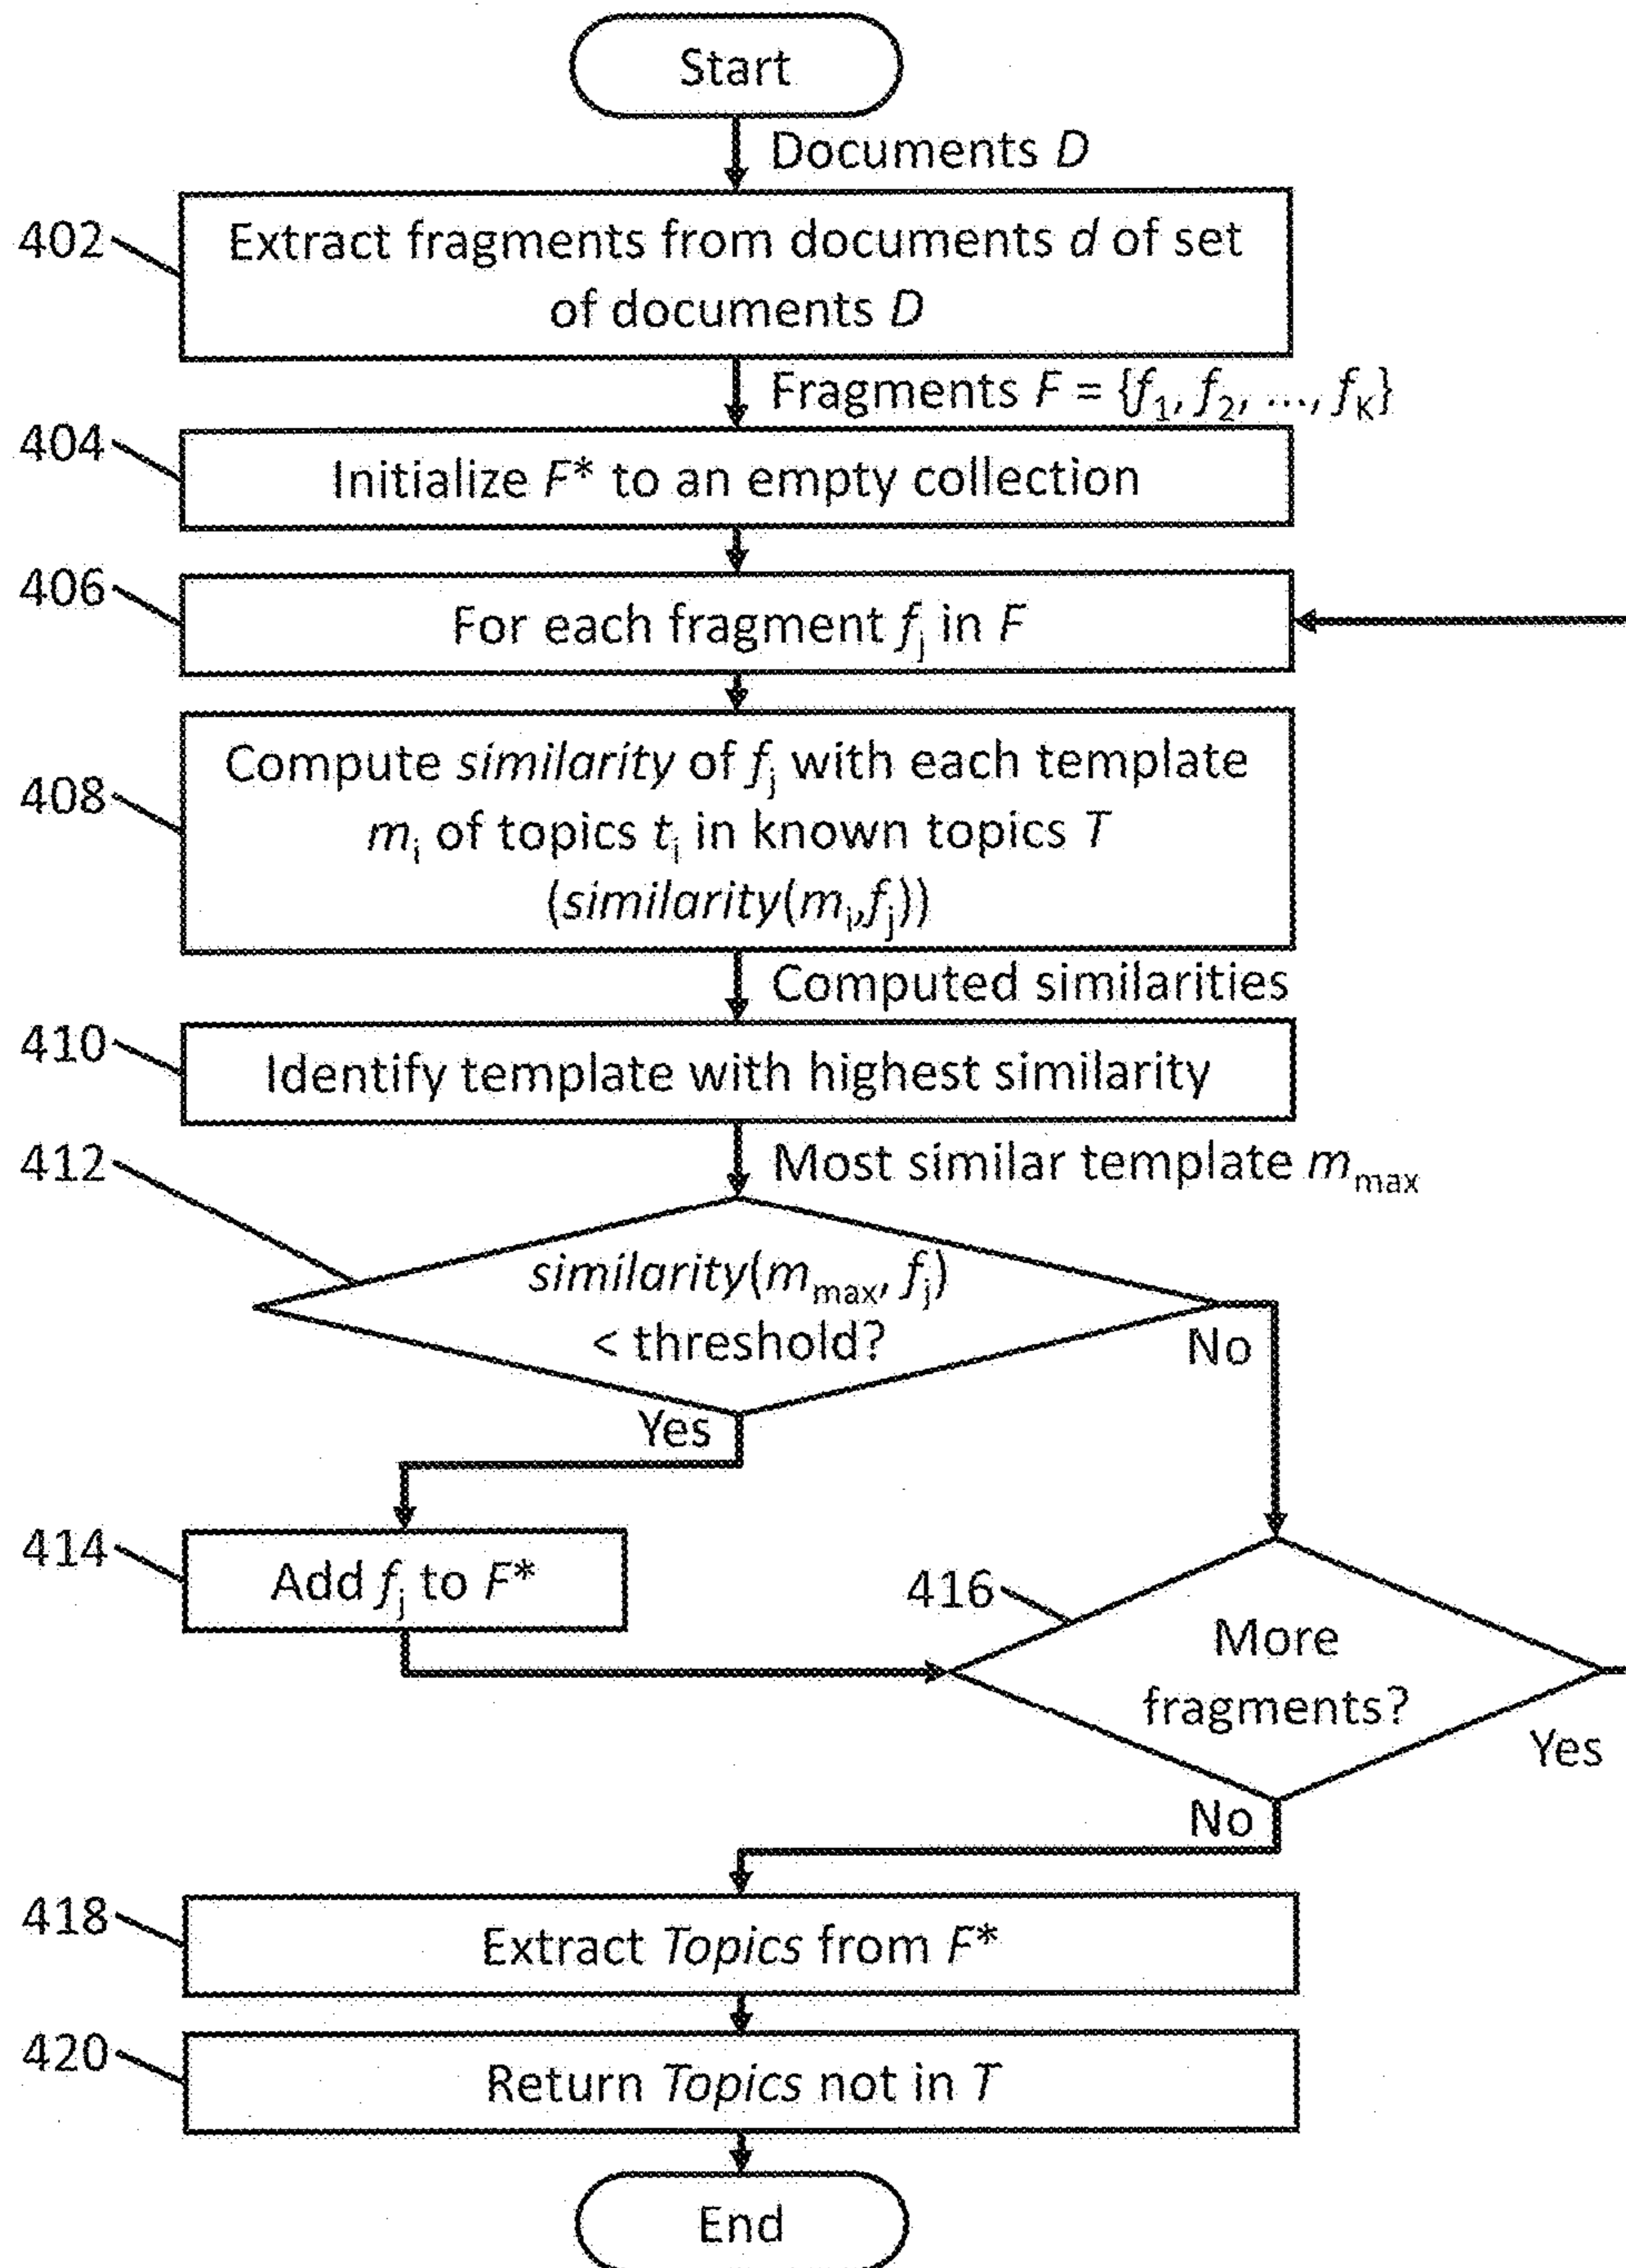 Start
Documents D
402
Extract fragments from documents d of set
of documents D
Fragments F = {f1, f2, ..., fK}
404
Initialize F* to an empty collection
406
For each fragment fj in F
408
Compute similarity of fj with each template
mi of topics ti in known topics T
(similarity(mi,fj))
Computed similarities
410
Identify template with highest similarity
412
Most similar template mmax
similarity(mmax, fj)
< threshold?
No
Yes
414
Add fj to F*
416
More
fragments?
Yes
No
418
Extract Topics from F*
420
Return Topics not in T
End